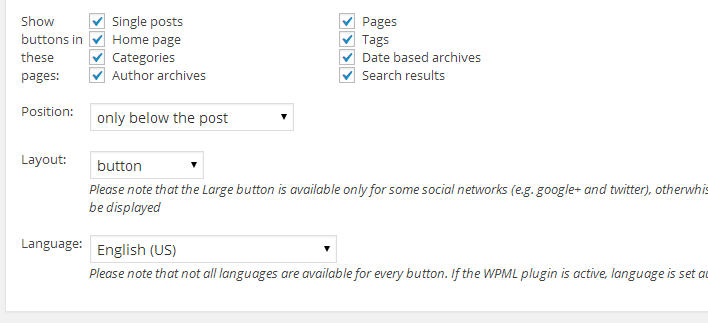 Show buttons in these pages:
Single posts
Pages
Home page
Tags
Categories
Date based archives
Author archives
Search results
Position:
only below the post
Layout:
button
Please note that the Large button is available only for some social networks (e.g. google+ and twitter), otherwhis
be displayed
Language:
English (US)
Please note that not all languages are available for every button. If the WPML plugin is active, language is set au